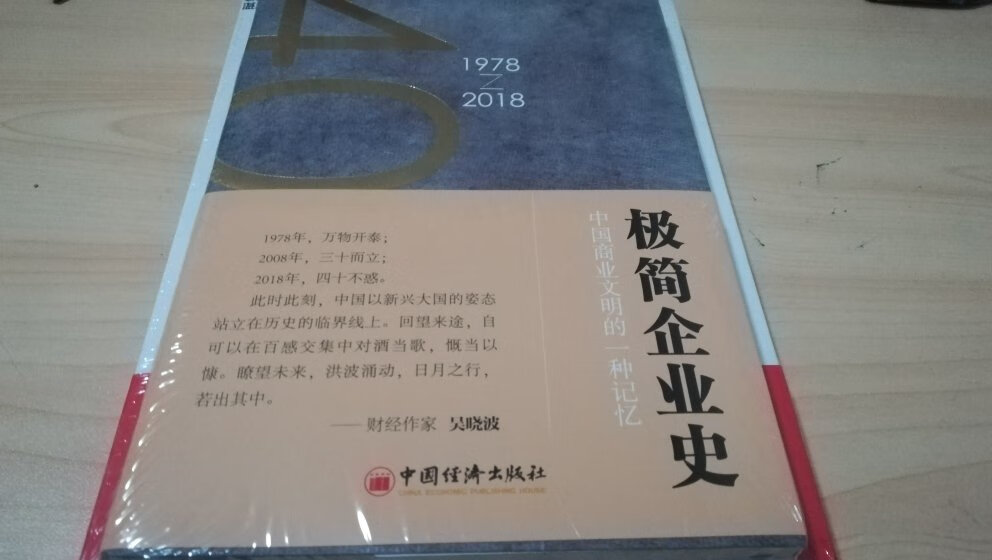 40
1978
2018
极简企业史
中国商业文明的一种记忆
1978年，万物开泰；
2008年，三十而立；
2018年，四十不惑。
此时此刻，中国以新兴大国的姿态
站立在历史的临界线上。回望来途，自
可以在百感交集中对酒当歌，慨当以
慷。瞭望未来，洪波涌动，日月之行，
若出其中。
——财经作家 吴晓波
中国经济出版社
CHINA ECONOMIC PUBLISHING HOUSE